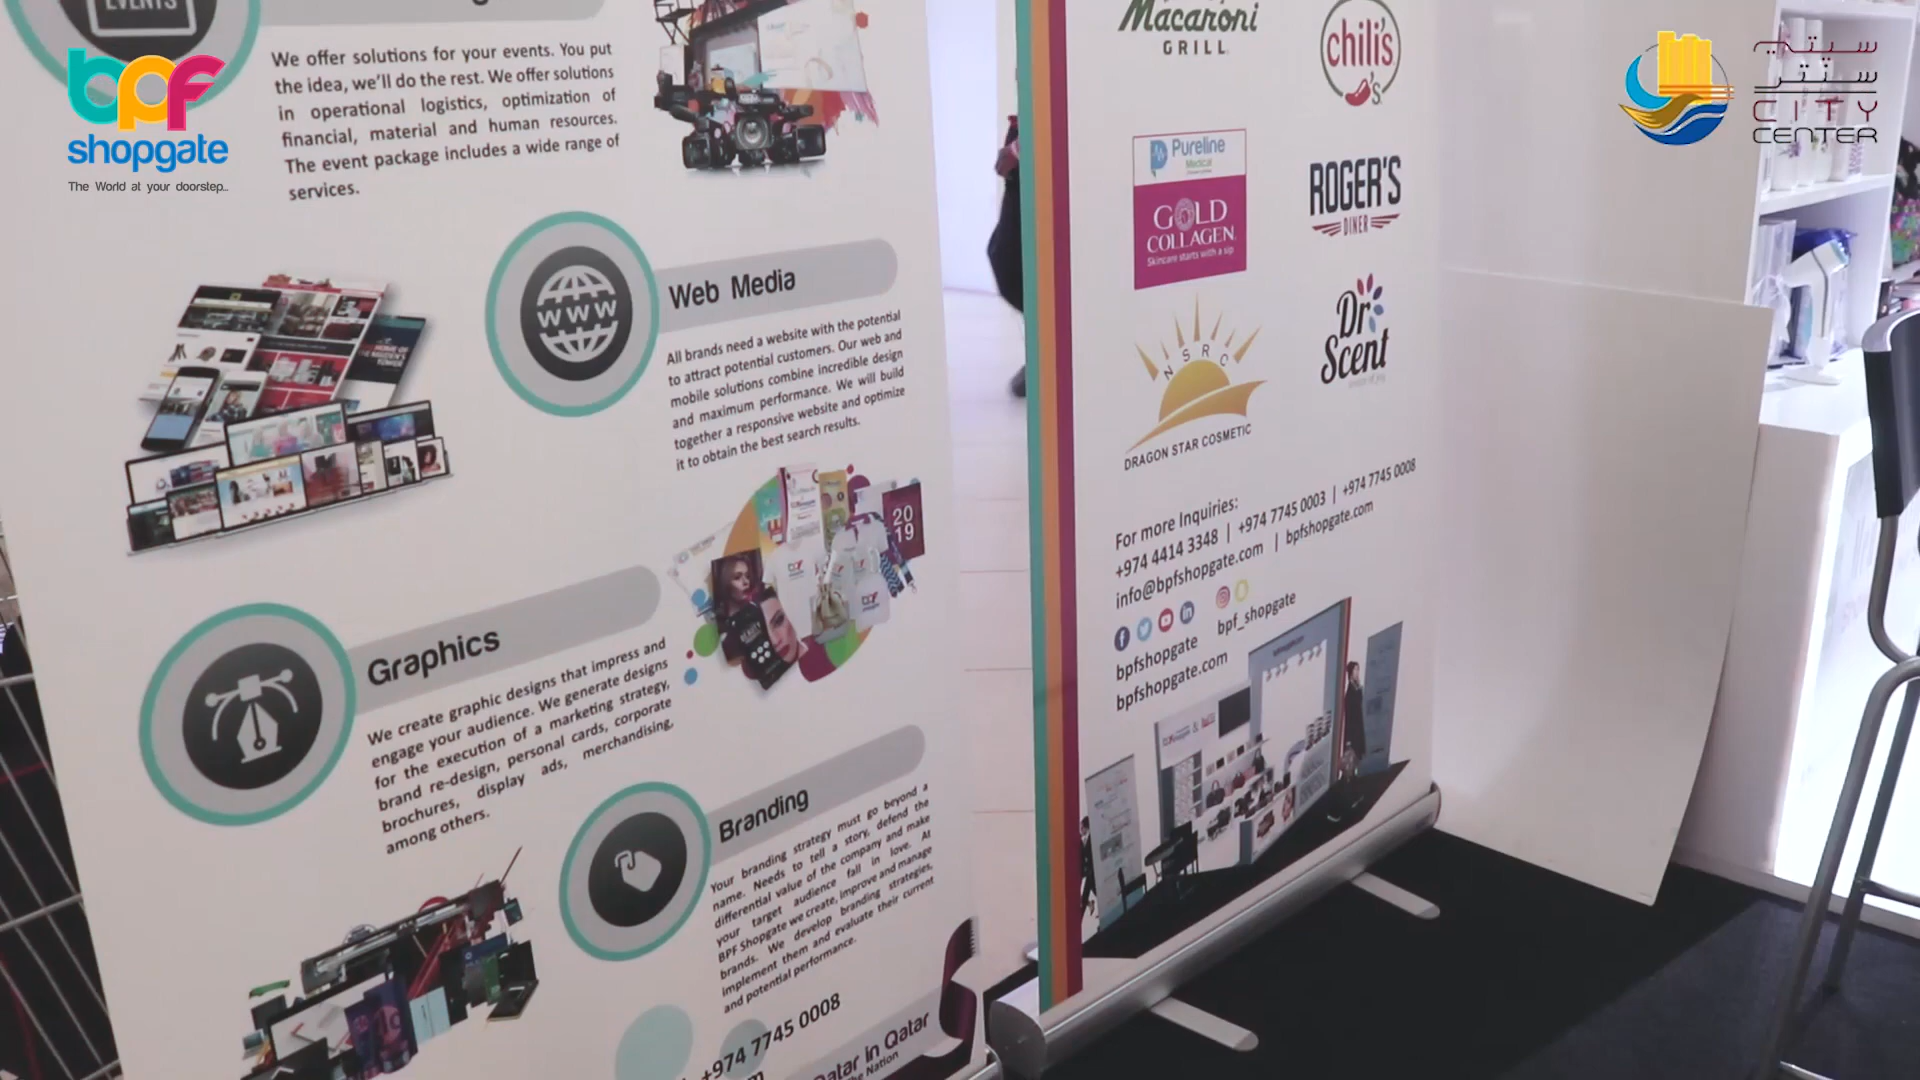 EVENTS
We offer solutions for your events. You put
the idea, we'll do the rest. We offer solutions
in operational logistics, optimization of
financial, material and human resources.
The event package includes a wide range of
services.
bpf
shopgate
The World at your doorstep...
WWW
Web Media
All brands need a website with the potential
to attract potential customers. Our web and
mobile solutions combine incredible design
and maximum performance. We will build
together a responsive website and optimize
it to obtain the best search results.
20
19
Graphics
We create graphic designs that impress and
engage your audience. We generate designs
for the execution of a marketing strategy,
brand re-design, personal cards, corporate
brochures, display ads, merchandising,
among others.
Branding
Your branding strategy must go beyond a
name. Needs to tell a story, defend the
differential value of the company and make
your target audience fall in love. At
BPF Shopgate we create, improve and manage
brands. We develop branding strategies,
implement them and evaluate their current
and potential performance.
+974 7745 0008
Qatar in Qatar
The Nation
Macaroni
GRILL
chili's
Pureline
Medical
GOLD
COLLAGEN
Skincare starts with a sip
ROGER'S
DINER
NSRC
DRAGON STAR COSMETIC
Dr
Scent
For more Inquiries:
+974 4414 3348 | +974 7745 0003 | +974 7745 0008
info@bpfshopgate.com | bpfshopgate.com
bpfshopgate bpf_shopgate
bpfshopgate.com
سيتي
سنتر
CITY
CENTER